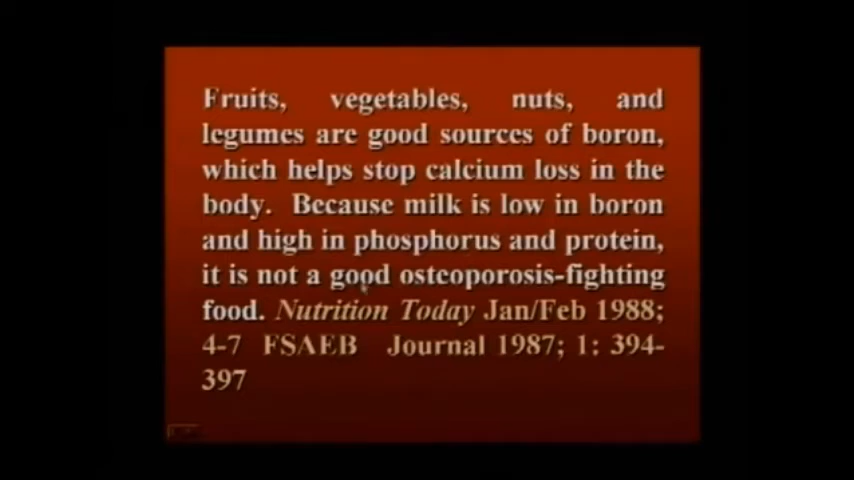 Fruits, vegetables, nuts, and
legumes are good sources of boron,
which helps stop calcium loss in the
body. Because milk is low in boron
and high in phosphorus and protein,
it is not a good osteoporosis-fighting
food. Nutrition Today Jan/Feb 1988;
4-7 FSAEB Journal 1987; 1: 394-
397